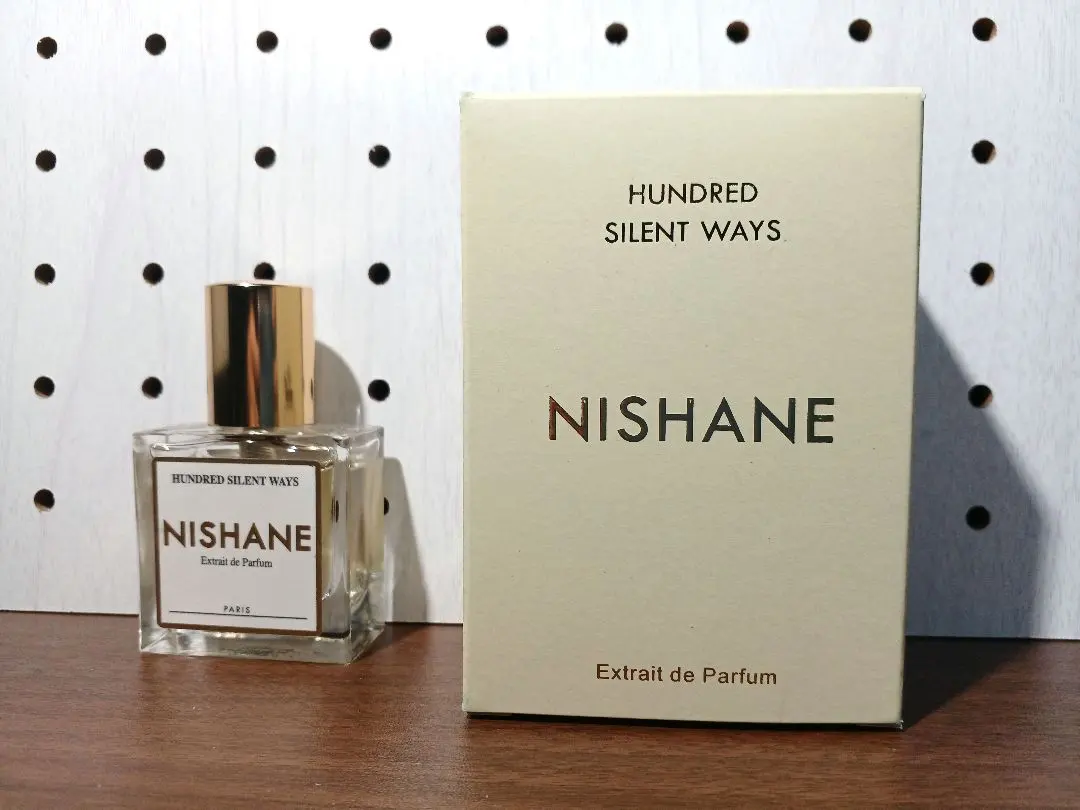 HUNDRED SILENT WAYS
NISHANE
Extrait de Parfum
PARIS
HUNDRED
SILENT WAYS
NISHANE
Extrait de Parfum